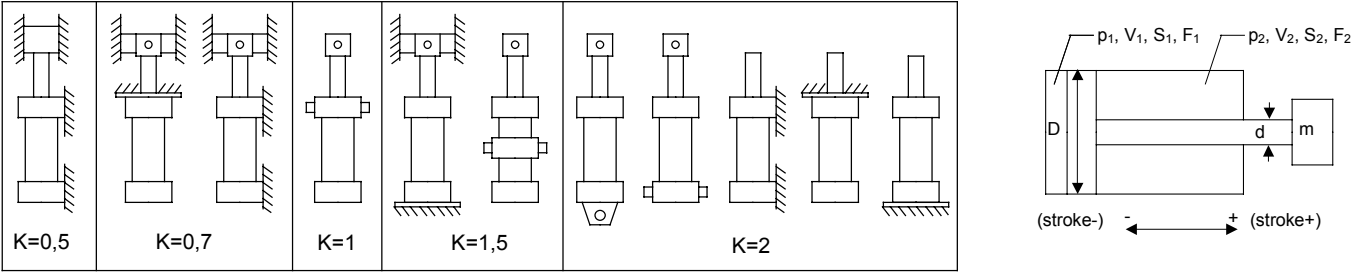 K=0,5
K=0,7
K=1
K=1,5
K=2
p₁, V₁, S₁, F₁
p₂, V₂, S₂, F₂
D
d
m
(stroke-) - + (stroke+)